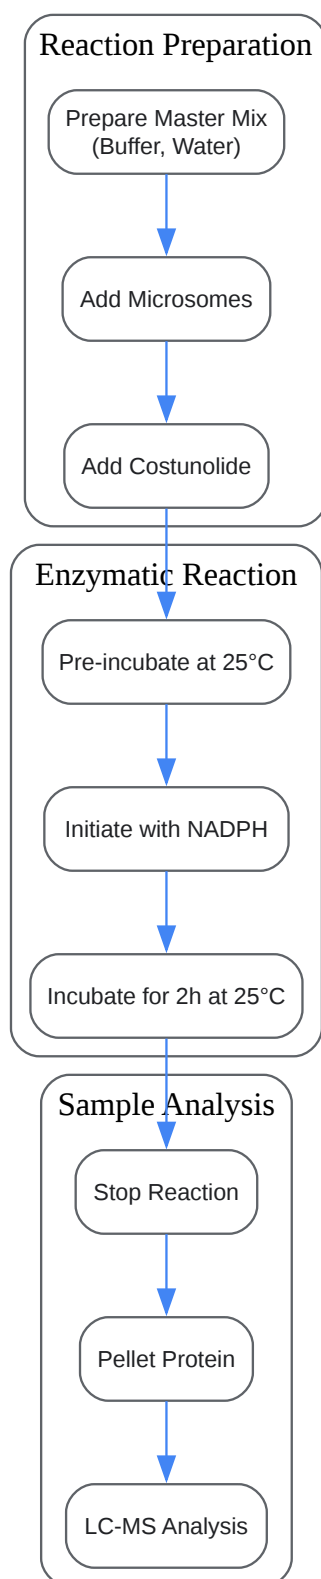 Reaction Preparation
Prepare Master Mix
(Buffer, Water)
Add Microsomes
Add Costunolide
Enzymatic Reaction
Pre-incubate at 25°C
Initiate with NADPH
Incubate for 2h at 25°C
Sample Analysis
Stop Reaction
Pellet Protein
LC-MS Analysis